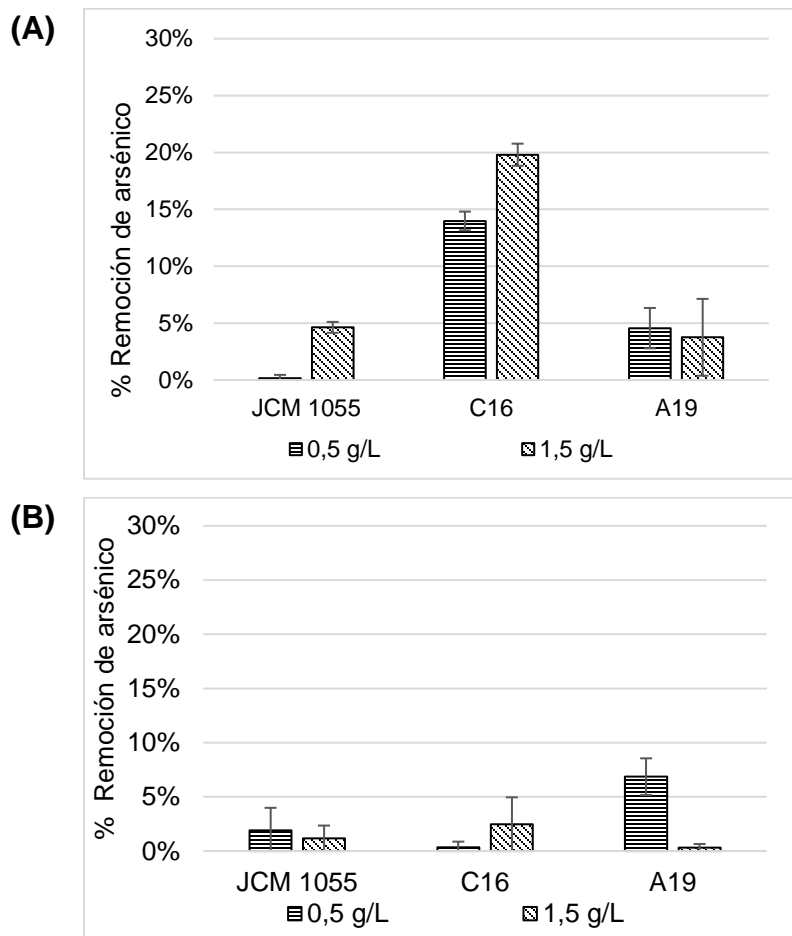 (A)
% Remoción de arsénico
30%
25%
20%
15%
10%
5%
0%
JCM 1055 C16 A19
0,5 g/L 1,5 g/L
(B)
% Remoción de arsénico
30%
25%
20%
15%
10%
5%
0%
JCM 1055 C16 A19
0,5 g/L 1,5 g/L